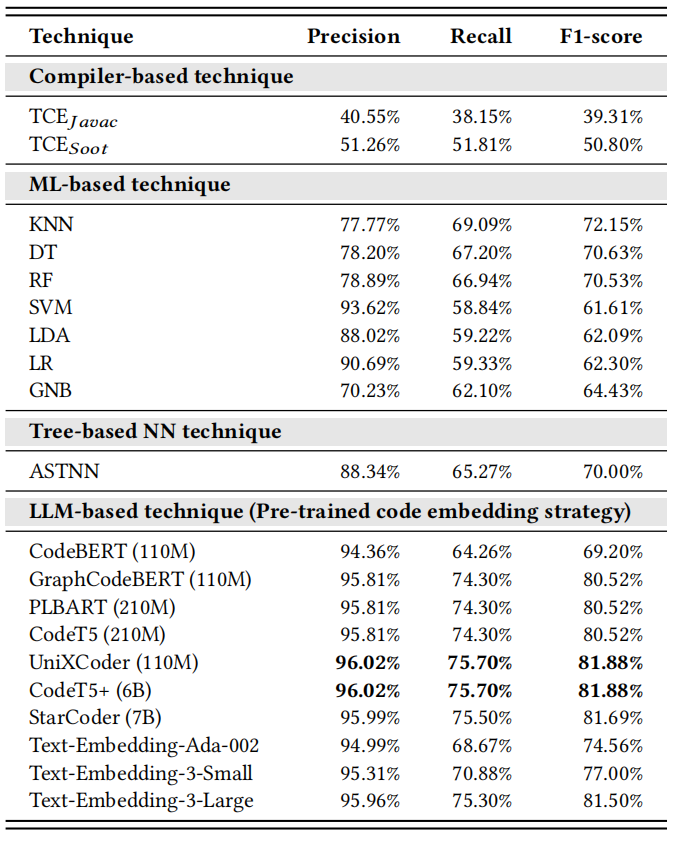 Technique Precision Recall F1-score
Compiler-based technique
TCE_Javac 40.55% 38.15% 39.31%
TCE_Soot 51.26% 51.81% 50.80%
ML-based technique
KNN 77.77% 69.09% 72.15%
DT 78.20% 67.20% 70.63%
RF 78.89% 66.94% 70.53%
SVM 93.62% 58.84% 61.61%
LDA 88.02% 59.22% 62.09%
LR 90.69% 59.33% 62.30%
GNB 70.23% 62.10% 64.43%
Tree-based NN technique
ASTNN 88.34% 65.27% 70.00%
LLM-based technique (Pre-trained code embedding strategy)
CodeBERT (110M) 94.36% 64.26% 69.20%
GraphCodeBERT (110M) 95.81% 74.30% 80.52%
PLBART (210M) 95.81% 74.30% 80.52%
CodeT5 (210M) 95.81% 74.30% 80.52%
UniXCoder (110M) 96.02% 75.70% 81.88%
CodeT5+ (6B) 96.02% 75.70% 81.88%
StarCoder (7B) 95.99% 75.50% 81.69%
Text-Embedding-Ada-002 94.99% 68.67% 74.56%
Text-Embedding-3-Small 95.31% 70.88% 77.00%
Text-Embedding-3-Large 95.96% 75.30% 81.50%